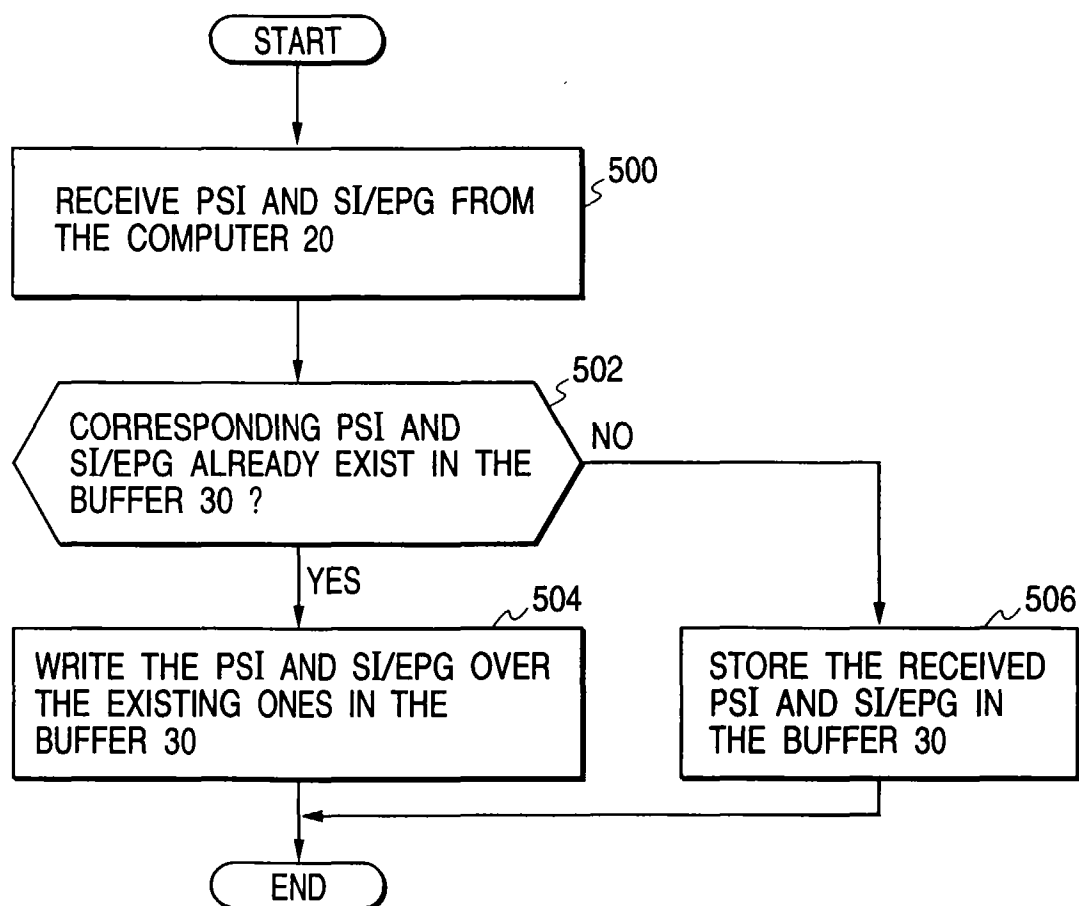 START
500
RECEIVE PSI AND SI/EPG FROM
THE COMPUTER 20
502
CORRESPONDING PSI AND
SI/EPG ALREADY EXIST IN THE
BUFFER 30 ?
NO
YES
504
WRITE THE PSI AND SI/EPG OVER
THE EXISTING ONES IN THE
BUFFER 30
506
STORE THE RECEIVED
PSI AND SI/EPG IN
THE BUFFER 30
END